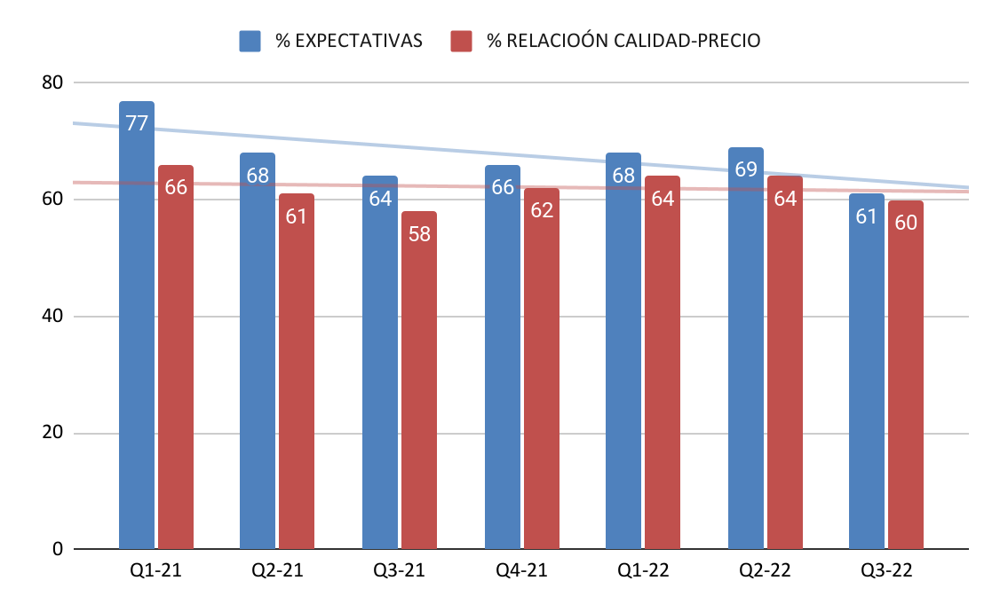 % EXPECTATIVAS % RELACIOÓN CALIDAD-PRECIO
80
60
40
20
0
77 66 68 61 64 58 66 62 68 64 69 64 61 60
Q1-21 Q2-21 Q3-21 Q4-21 Q1-22 Q2-22 Q3-22